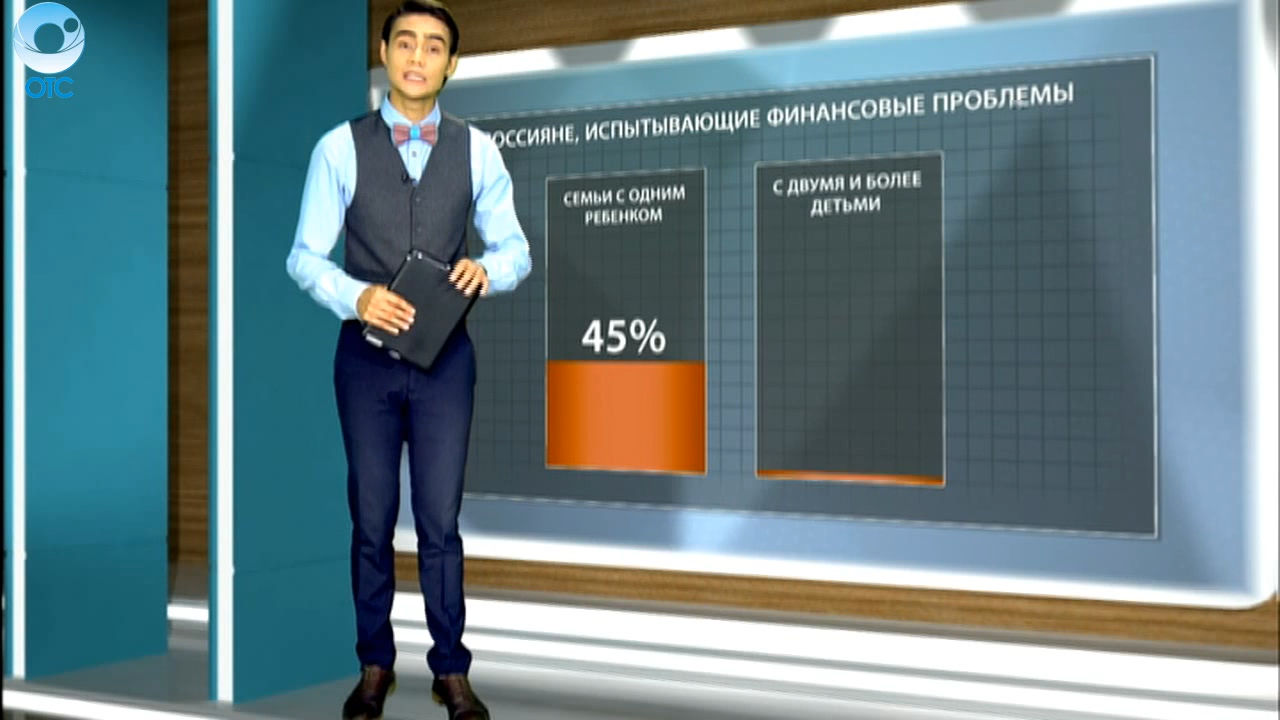 ОТС
РОССИЯНЕ, ИСПЫТЫВАЮЩИЕ ФИНАНСОВЫЕ ПРОБЛЕМЫ
СЕМЬИ С ОДНИМ
РЕБЕНКОМ
45%
С ДВУМЯ И БОЛЕЕ
ДЕТЬМИ